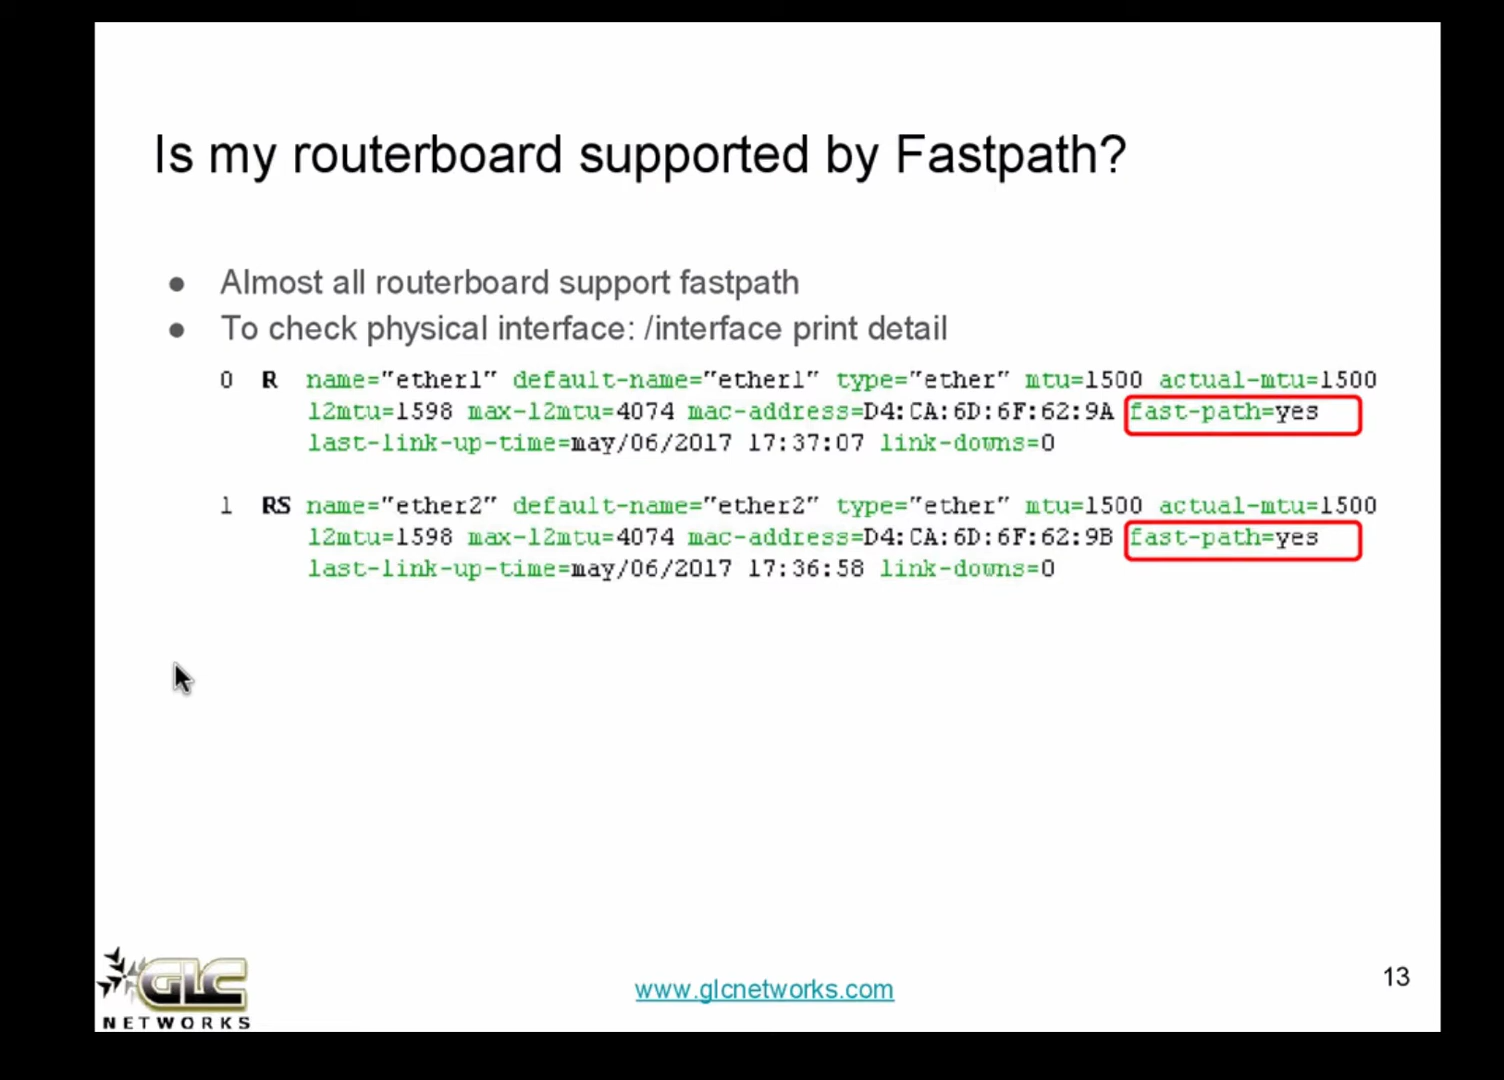 Is my routerboard supported by Fastpath?
● Almost all routerboard support fastpath
● To check physical interface: /interface print detail
0 R name="ether1" default-name="ether1" type="ether" mtu=1500 actual-mtu=1500
l2mtu=1598 max-l2mtu=4074 mac-address=D4:CA:6D:6F:62:9A fast-path=yes
last-link-up-time=may/06/2017 17:37:07 link-downs=0
1 RS name="ether2" default-name="ether2" type="ether" mtu=1500 actual-mtu=1500
l2mtu=1598 max-l2mtu=4074 mac-address=D4:CA:6D:6F:62:9B fast-path=yes
last-link-up-time=may/06/2017 17:36:58 link-downs=0
GLC
NETWORKS
www.glcnetworks.com
13